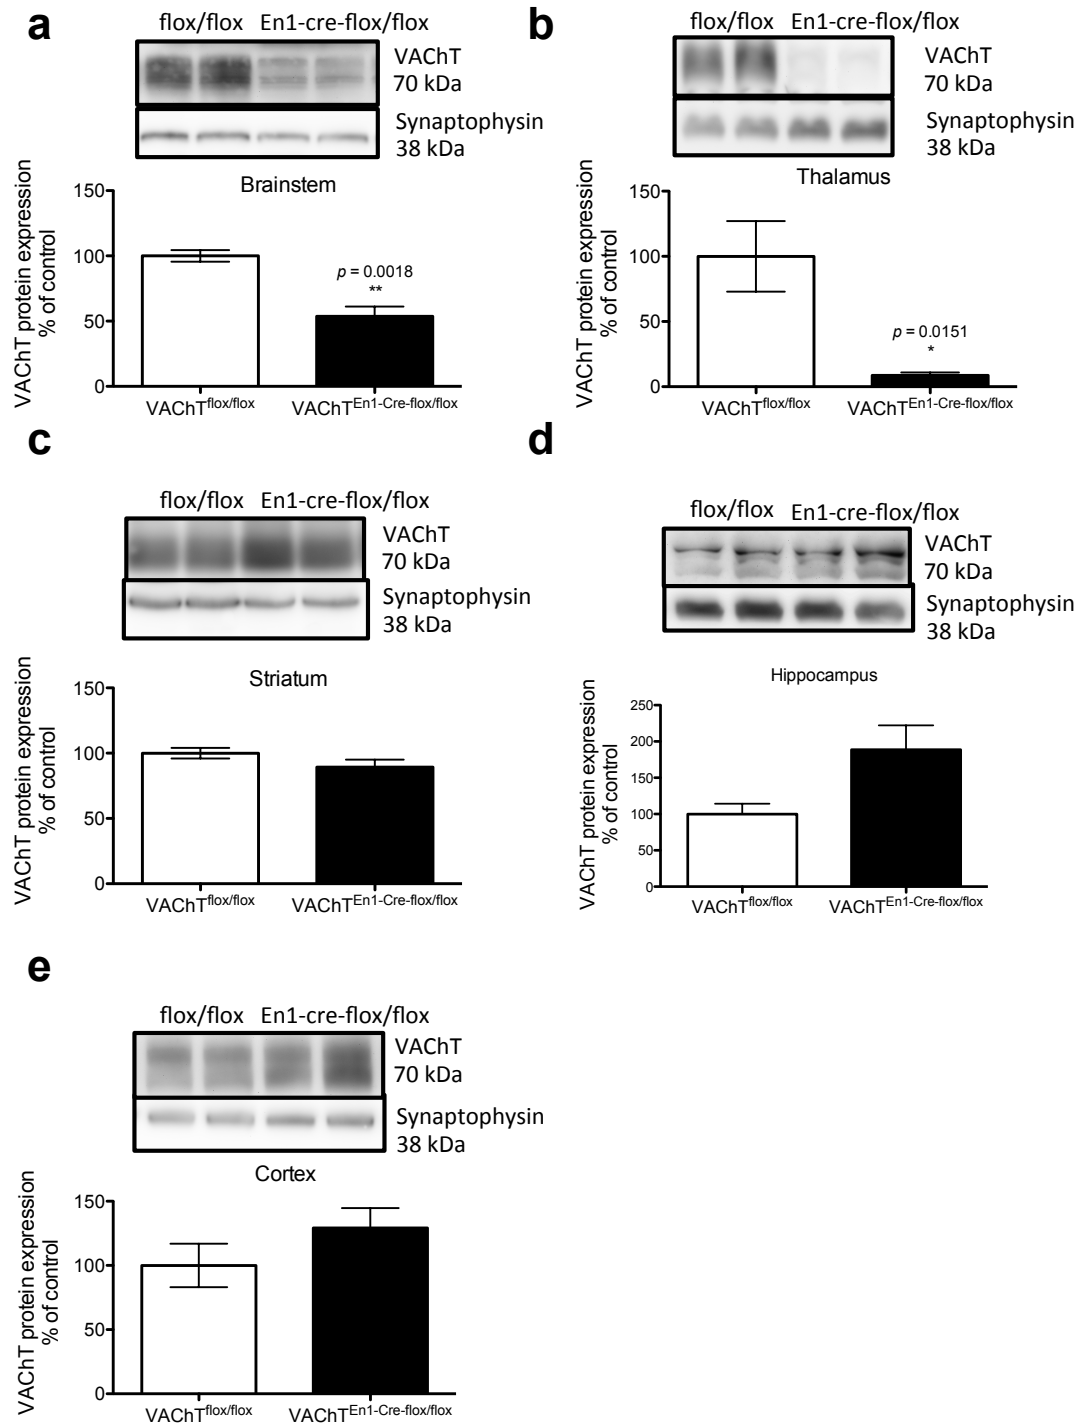 a
flox/flox En1-cre-flox/flox
VAChT
70 kDa
Synaptophysin
38 kDa
Brainstem
VAChT protein expression
% of control
150
100
50
0
p = 0.0018
**
VAChTflox/flox
VAChTEn1-Cre-flox/flox
b
flox/flox En1-cre-flox/flox
VAChT
70 kDa
Synaptophysin
38 kDa
Thalamus
VAChT protein expression
% of control
150
100
50
0
p = 0.0151
*
VAChTflox/flox
VAChTEn1-Cre-flox/flox
c
flox/flox En1-cre-flox/flox
VAChT
70 kDa
Synaptophysin
38 kDa
Striatum
VAChT protein expression
% of control
150
100
50
0
VAChTflox/flox
VAChTEn1-Cre-flox/flox
d
flox/flox En1-cre-flox/flox
VAChT
70 kDa
Synaptophysin
38 kDa
Hippocampus
VAChT protein expression
% of control
250
200
150
100
50
0
VAChTflox/flox
VAChTEn1-Cre-flox/flox
e
flox/flox En1-cre-flox/flox
VAChT
70 kDa
Synaptophysin
38 kDa
Cortex
VAChT protein expression
% of control
150
100
50
0
VAChTflox/flox
VAChTEn1-Cre-flox/flox